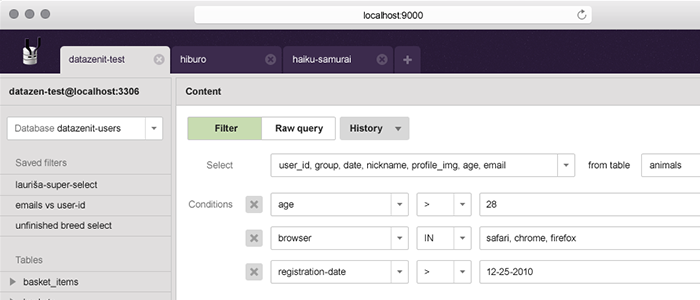 localhost:9000
datazenit-test hiburo haiku-samurai
datazen-test@localhost:3306
Content
Database datazenit-users
Filter Raw query History
Saved filters
Select user_id, group, date, nickname, profile_img, age, email from table animals
lauriša-super-select
emails vs user-id
Conditions age > 28
unfinished breed select
browser IN safari, chrome, firefox
Tables
registration-date > 12-25-2010
basket_items